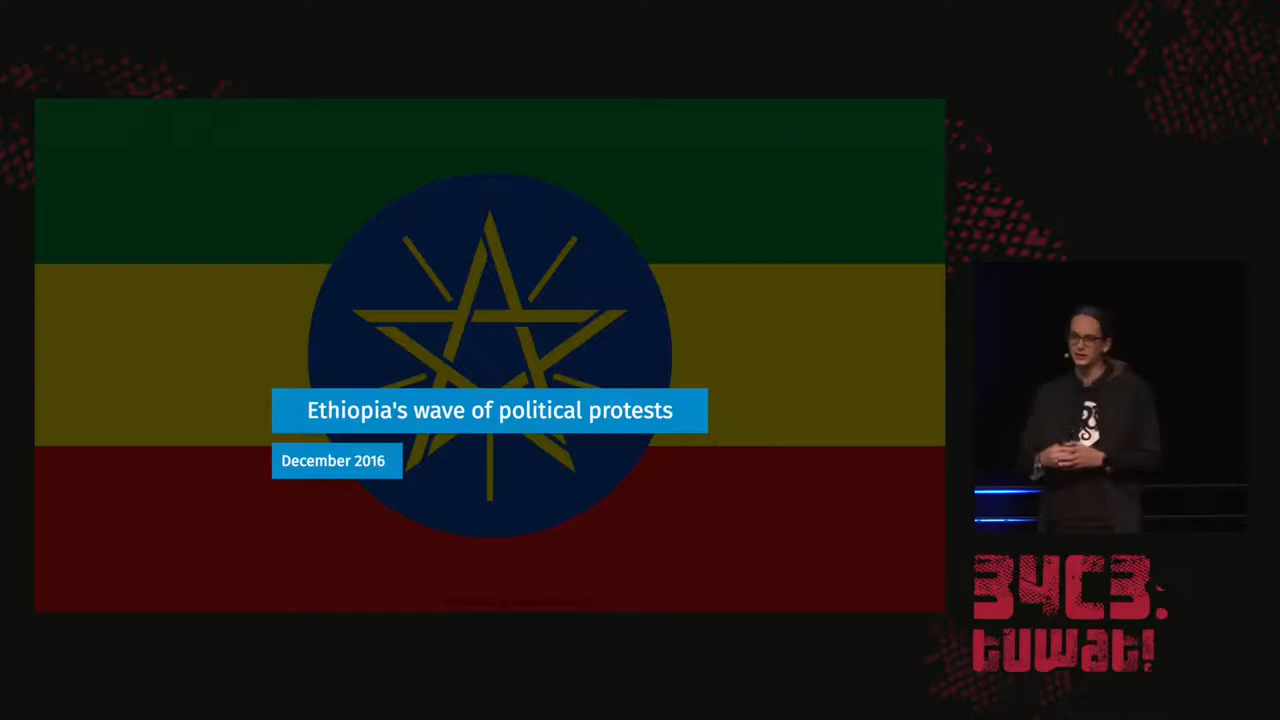 Ethiopia's wave of political protests
December 2016
34C3.
tuwat!